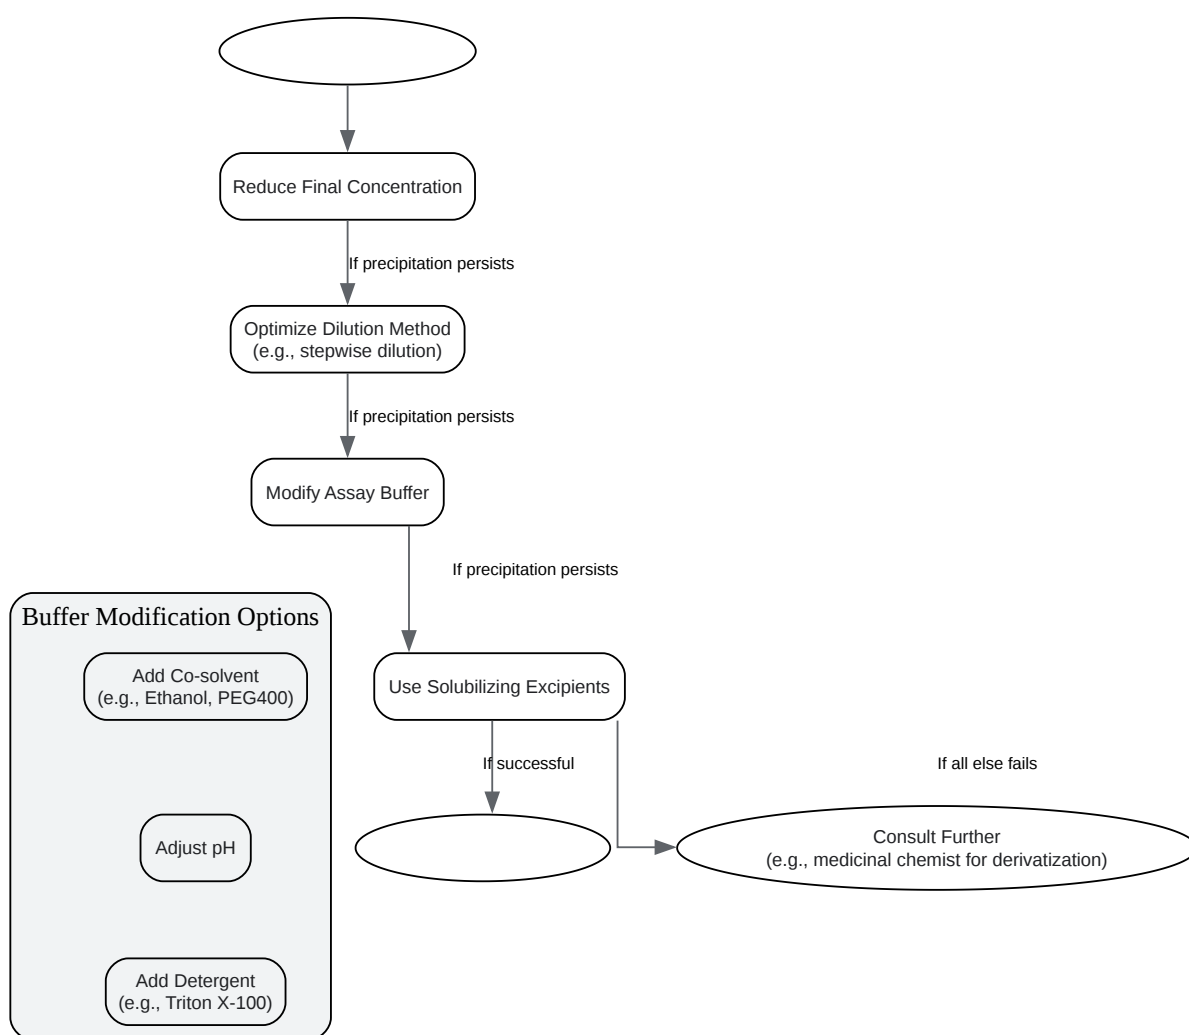 Reduce Final Concentration
If precipitation persists
Optimize Dilution Method
(e.g., stepwise dilution)
If precipitation persists
Modify Assay Buffer
If precipitation persists
Buffer Modification Options
Add Co-solvent
(e.g., Ethanol, PEG400)
Adjust pH
Add Detergent
(e.g., Triton X-100)
Use Solubilizing Excipients
If successful
If all else fails
Consult Further
(e.g., medicinal chemist for derivatization)